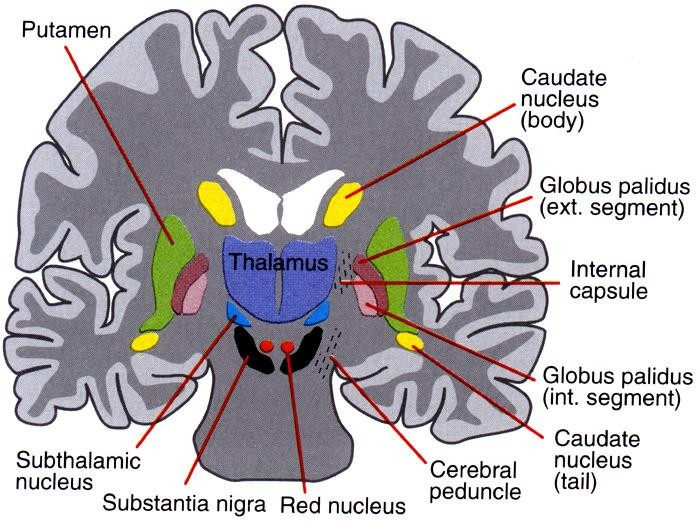 Putamen
Caudate
nucleus
(body)
Globus palidus
(ext. segment)
Thalamus
Internal
capsule
Globus palidus
(int. segment)
Caudate
nucleus
(tail)
Cerebral
peduncle
Subthalamic
nucleus
Substantia nigra
Red nucleus